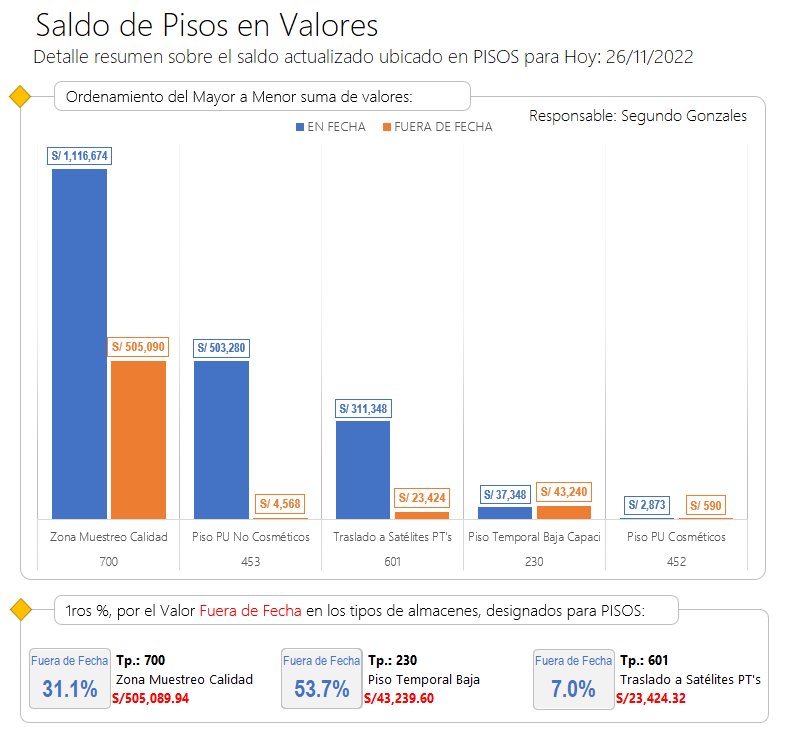 Saldo de Pisos en Valores
Detalle resumen sobre el saldo actualizado ubicado en PISOS para Hoy: 26/11/2022
Ordenamiento del Mayor a Menor suma de valores:
Responsable: Segundo Gonzales
EN FECHA FUERA DE FECHA
S/ 1,116,674
S/ 505,090
S/ 503,280
S/ 4,568
S/ 311,348
S/ 23,424
S/ 37,348
S/ 43,240
S/ 2,873
S/ 590
Zona Muestreo Calidad Piso PU No Cosméticos Traslado a Satélites PT's Piso Temporal Baja Capaci Piso PU Cosméticos
700 453 601 230 452
1ros %, por el Valor Fuera de Fecha en los tipos de almacenes, designados para PISOS:
Fuera de Fecha
31.1%
Tp.: 700
Zona Muestreo Calidad
S/505,089.94
Fuera de Fecha
53.7%
Tp.: 230
Piso Temporal Baja
S/43,239.60
Fuera de Fecha
7.0%
Tp.: 601
Traslado a Satélites PT's
S/23,424.32